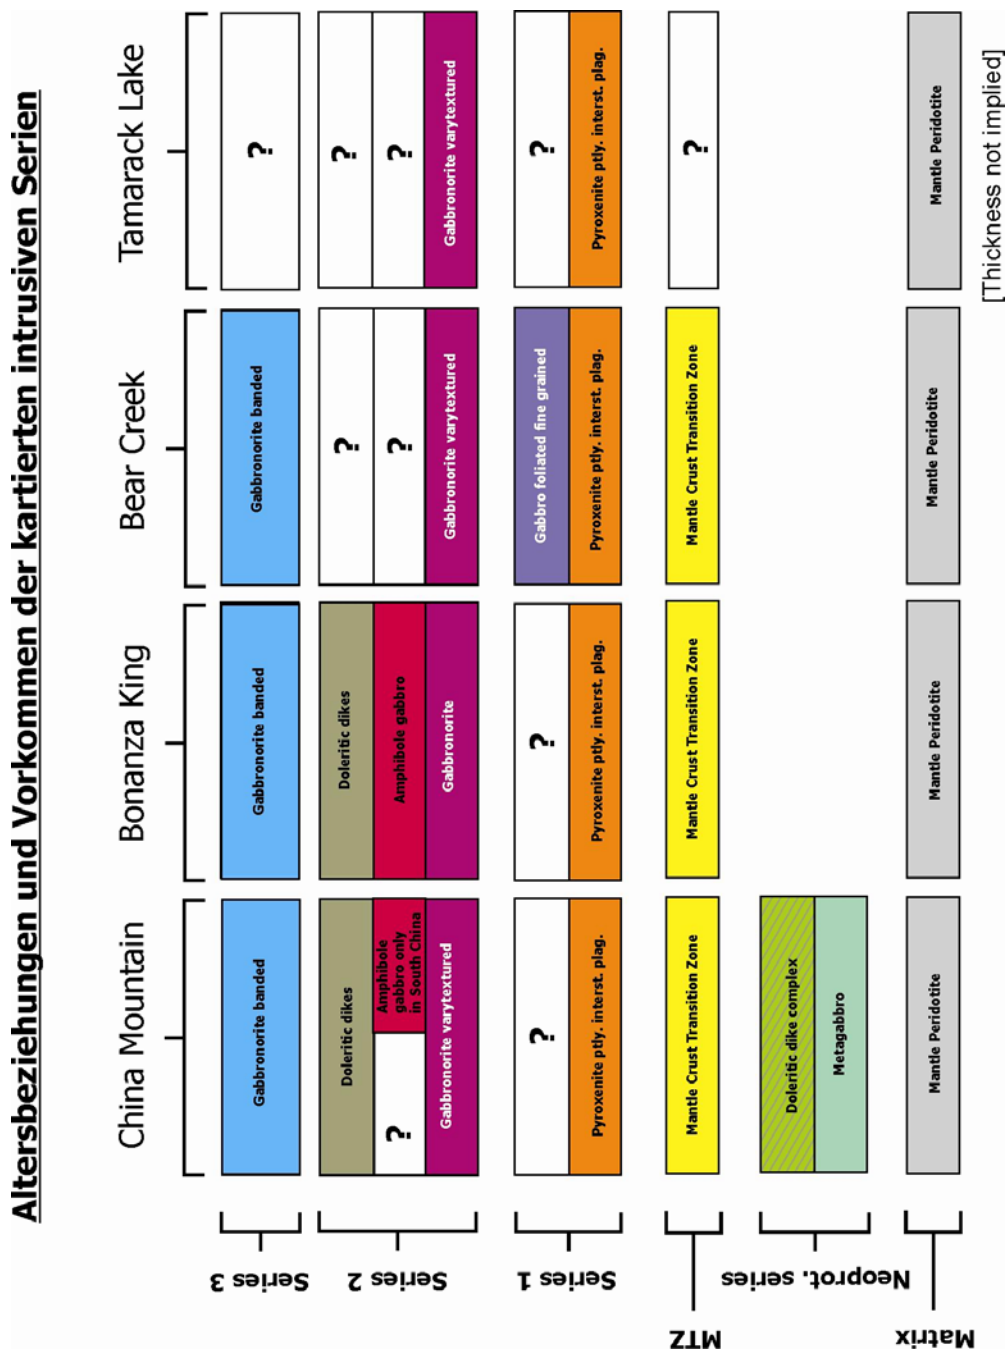 Altersbeziehungen und Vorkommen der kartierten intrusiven Serien
China Mountain
Bonanza King
Bear Creek
Tamarack Lake
Series 3
Gabbronorite banded
Gabbronorite banded
Gabbronorite banded
?
Series 2
Doleritic dikes
Doleritic dikes
?
?
?
Amphibole
gabbro only
in South China
Amphibole gabbro
?
?
Gabbronorite varytextured
Gabbronorite
Gabbronorite varytextured
Gabbronorite varytextured
Series 1
?
?
Gabbro foliated fine grained
?
Pyroxenite ptly. interst. plag.
Pyroxenite ptly. interst. plag.
Pyroxenite ptly. interst. plag.
Pyroxenite ptly. interst. plag.
MTZ
Mantle Crust Transition Zone
Mantle Crust Transition Zone
Mantle Crust Transition Zone
?
Neoprot. series
Doleritic dike complex
Metagabbro
Matrix
Mantle Peridotite
Mantle Peridotite
Mantle Peridotite
Mantle Peridotite
[Thickness not implied]